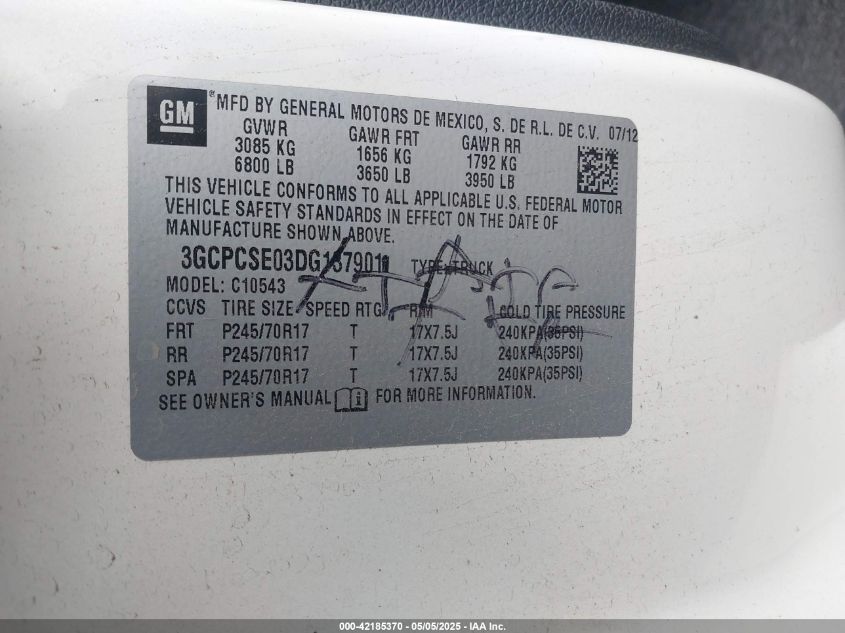 GM
®MFD BY GENERAL MOTORS DE MEXICO, S. DE R.L. DE C.V. 07/12
GVWR GAWR FRT GAWR RR
3085 KG 1656 KG 1792 KG
6800 LB 3650 LB 3950 LB
THIS VEHICLE CONFORMS TO ALL APPLICABLE U.S. FEDERAL MOTOR
VEHICLE SAFETY STANDARDS IN EFFECT ON THE DATE OF
MANUFACTURE SHOWN ABOVE.
TYPE: TRUCK
MODEL: C10543
CCVS TIRE SIZE SPEED RTG RIM COLD TIRE PRESSURE
FRT P245/70R17 T 17X7.5J 240KPA(35PSI)
RR P245/70R17 T 17X7.5J 240KPA(35PSI)
SPA P245/70R17 T 17X7.5J 240KPA(35PSI)
SEE OWNER'S MANUAL FOR MORE INFORMATION.
000-42185370 - 05/05/2025 - IAA Inc.